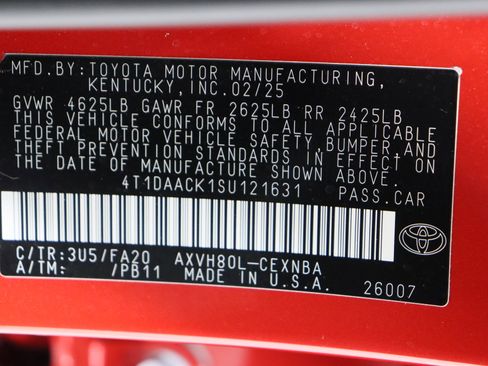 MFD.BY:TOYOTA MOTOR MANUFACTURING,
KENTUCKY,INC.02/25
GVWR 4625LB GAWR FR 2625LB RR 2425LB
THIS VEHICLE CONFORMS TO ALL APPLICABLE
FEDERAL MOTOR VEHICLE SAFETY,BUMPER AND
THEFT PREVENTION STANDARDS IN EFFECT ON
THE DATE OF MANUFACTURE SHOWN ABOVE.
4T1DAACK1SU121631 PASS.CAR
C/TR:3U5/FA20 AXVH80L-CEXNBA
A/TM: /PB11 MADE IN U.S.A.
26007